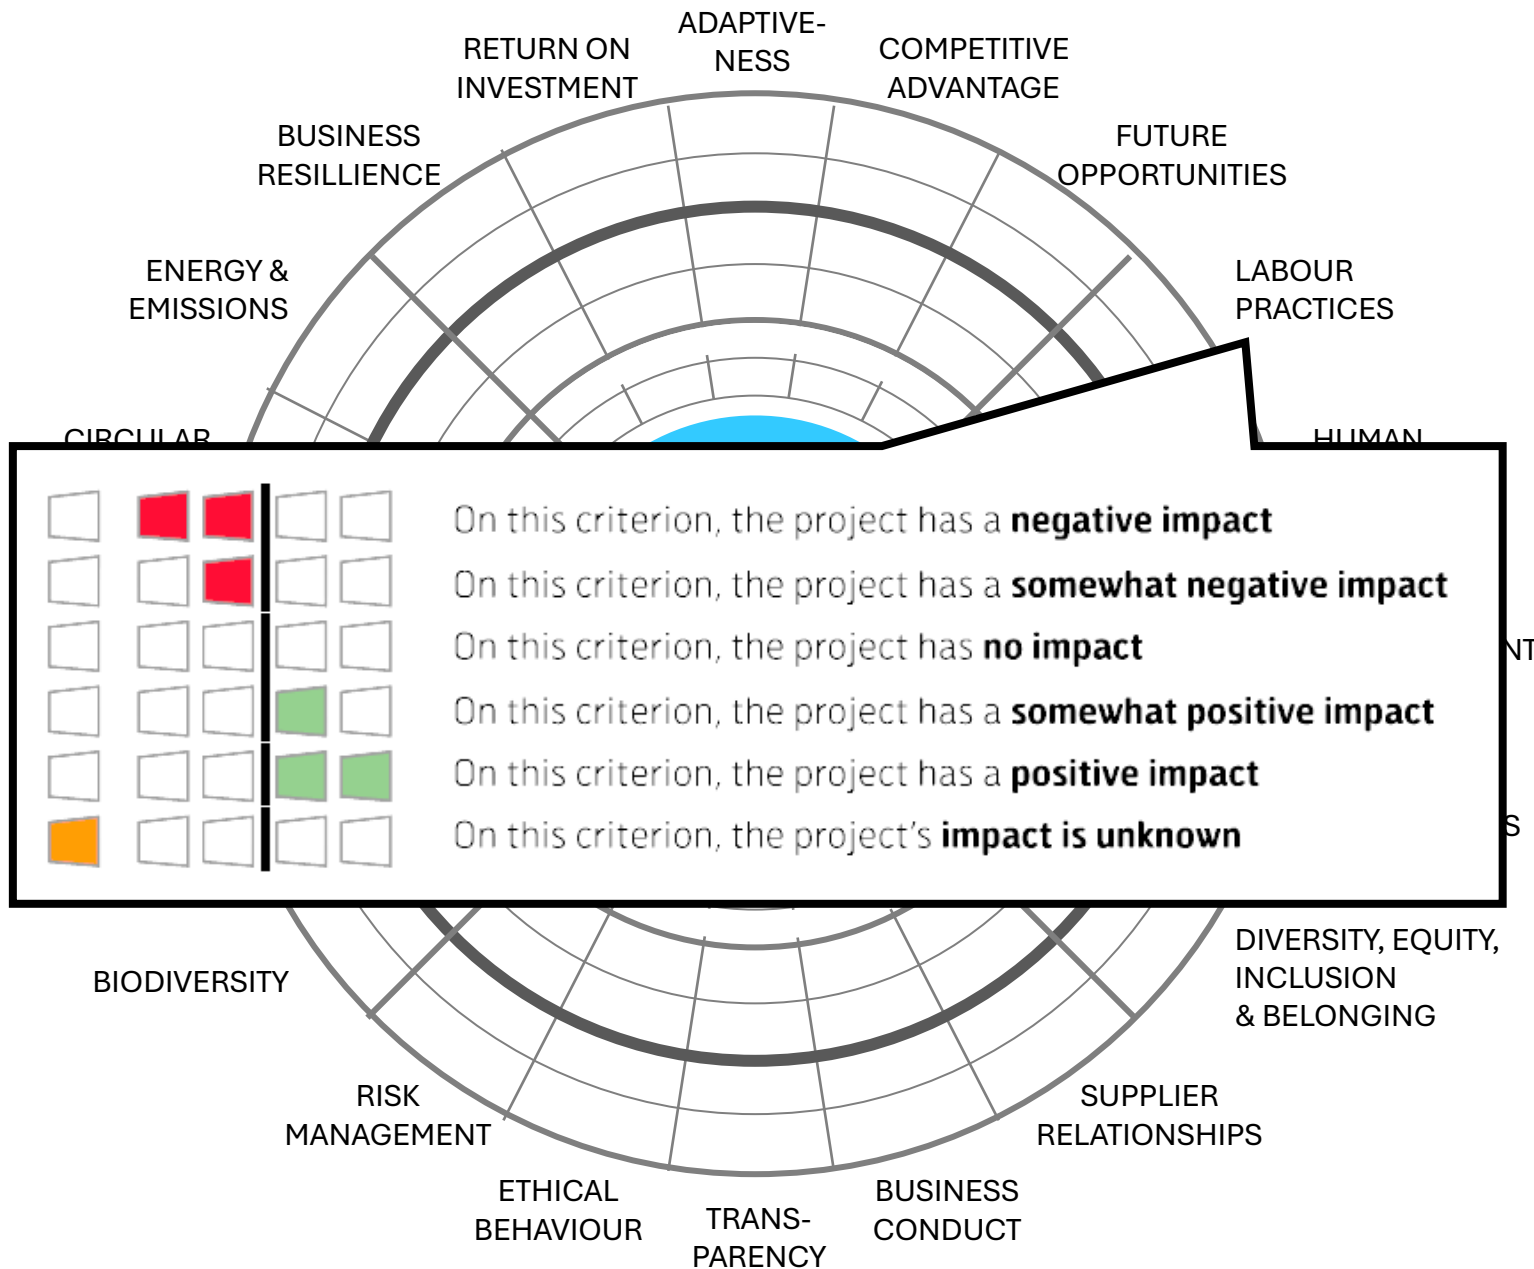 ADAPTIVE-
NESS
RETURN ON
INVESTMENT
COMPETITIVE
ADVANTAGE
BUSINESS
RESILLIENCE
FUTURE
OPPORTUNITIES
ENERGY &
EMISSIONS
LABOUR
PRACTICES
CIRCULAR
HUMAN
On this criterion, the project has a negative impact
On this criterion, the project has a somewhat negative impact
On this criterion, the project has no impact
On this criterion, the project has a somewhat positive impact
On this criterion, the project has a positive impact
On this criterion, the project's impact is unknown
NT
S
BIODIVERSITY
DIVERSITY, EQUITY,
INCLUSION
& BELONGING
RISK
MANAGEMENT
SUPPLIER
RELATIONSHIPS
ETHICAL
BEHAVIOUR
TRANS-
PARENCY
BUSINESS
CONDUCT